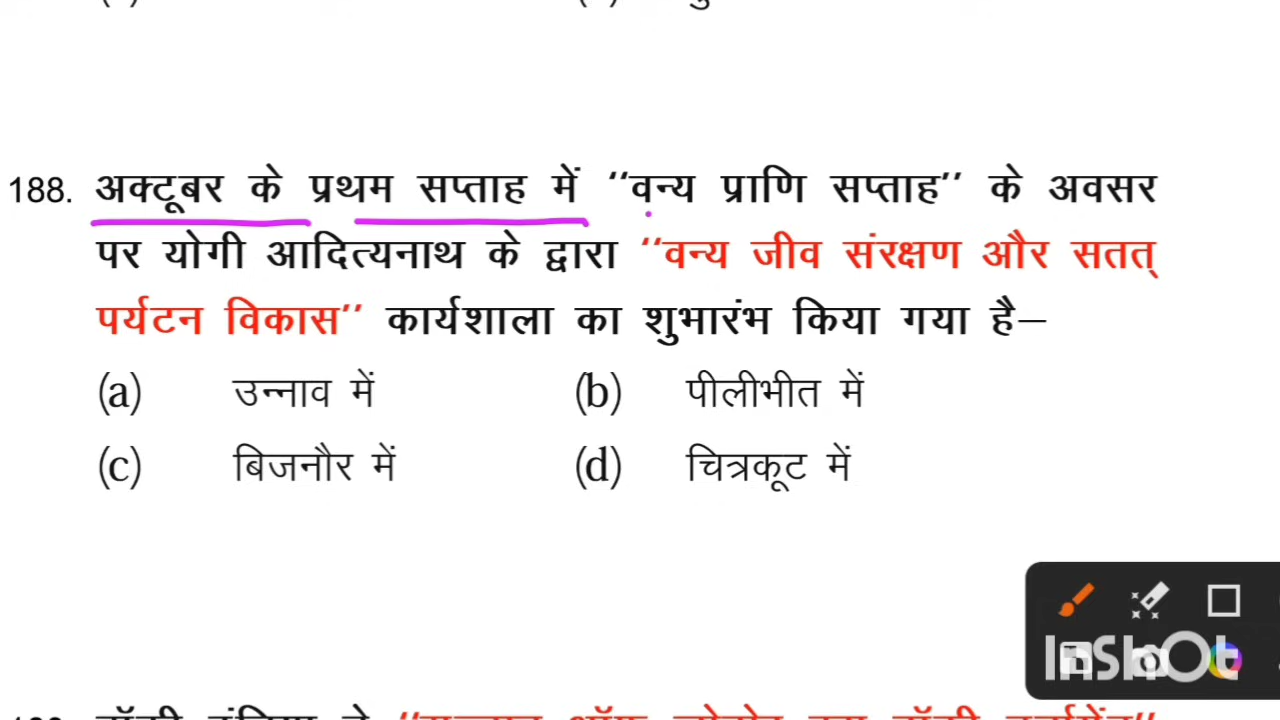 188. अक्टूबर के प्रथम सप्ताह में ''वन्य प्राणि सप्ताह'' के अवसर
पर योगी आदित्यनाथ के द्वारा ''वन्य जीव संरक्षण और सतत्
पर्यटन विकास'' कार्यशाला का शुभारंभ किया गया है–
(a) उन्नाव में (b) पीलीभीत में
(c) बिजनौर में (d) चित्रकूट में
InShOt